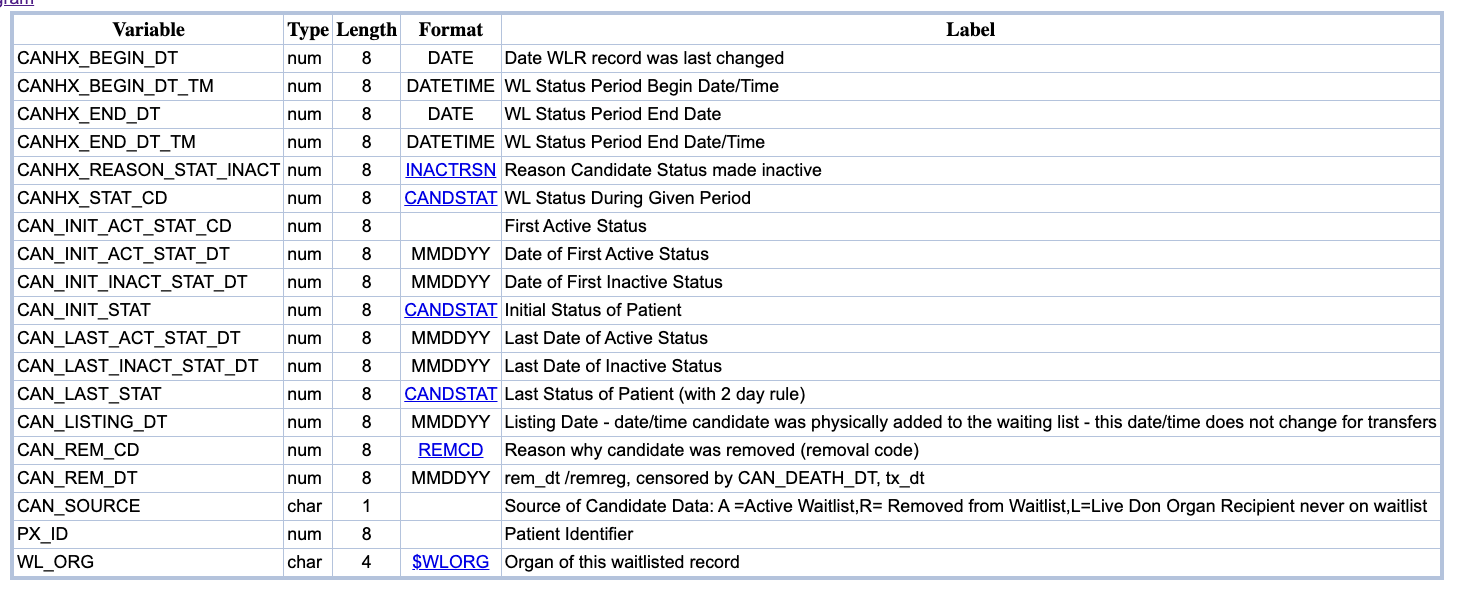 Variable Type Length Format Label
CANHX_BEGIN_DT num 8 DATE Date WLR record was last changed
CANHX_BEGIN_DT_TM num 8 DATETIME WL Status Period Begin Date/Time
CANHX_END_DT num 8 DATE WL Status Period End Date
CANHX_END_DT_TM num 8 DATETIME WL Status Period End Date/Time
CANHX_REASON_STAT_INACT num 8 INACTRSN Reason Candidate Status made inactive
CANHX_STAT_CD num 8 CANDSTAT WL Status During Given Period
CAN_INIT_ACT_STAT_CD num 8 First Active Status
CAN_INIT_ACT_STAT_DT num 8 MMDDYY Date of First Active Status
CAN_INIT_INACT_STAT_DT num 8 MMDDYY Date of First Inactive Status
CAN_INIT_STAT num 8 CANDSTAT Initial Status of Patient
CAN_LAST_ACT_STAT_DT num 8 MMDDYY Last Date of Active Status
CAN_LAST_INACT_STAT_DT num 8 MMDDYY Last Date of Inactive Status
CAN_LAST_STAT num 8 CANDSTAT Last Status of Patient (with 2 day rule)
CAN_LISTING_DT num 8 MMDDYY Listing Date - date/time candidate was physically added to the waiting list - this date/time does not change for transfers
CAN_REM_CD num 8 REMCD Reason why candidate was removed (removal code)
CAN_REM_DT num 8 MMDDYY rem_dt /remreg, censored by CAN_DEATH_DT, tx_dt
CAN_SOURCE char 1 Source of Candidate Data: A =Active Waitlist,R= Removed from Waitlist,L=Live Don Organ Recipient never on waitlist
PX_ID num 8 Patient Identifier
WL_ORG char 4 $WLORG Organ of this waitlisted record